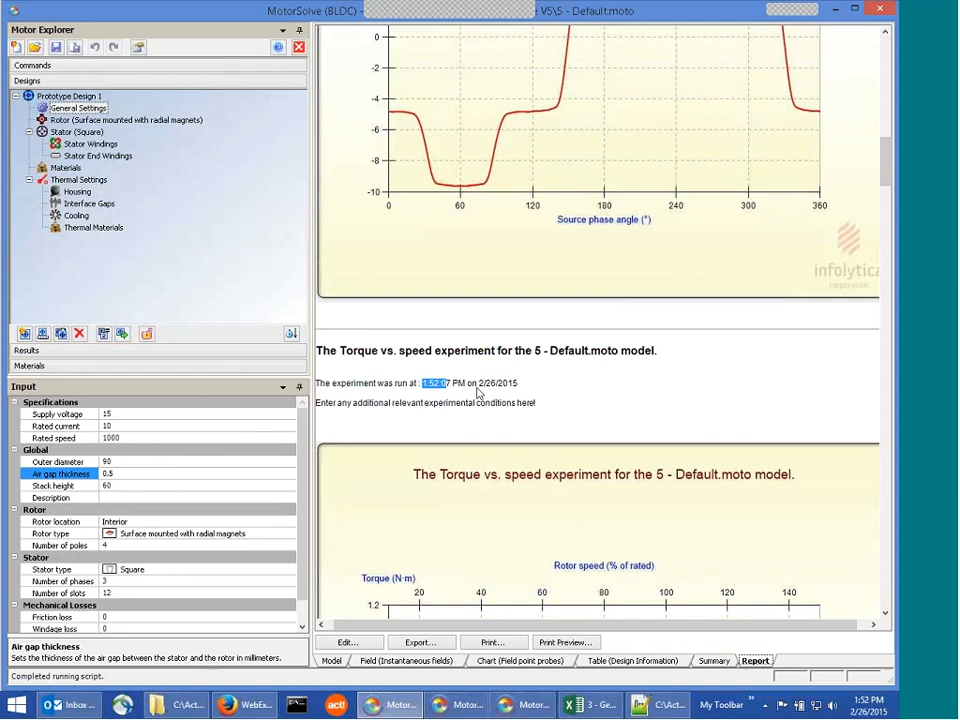 MotorSolve (BLDC)
V5\5 - Default.moto
Motor Explorer
Commands
Designs
Prototype Design 1
General Settings
Rotor (Surface mounted with radial magnets)
Stator (Square)
Stator Windings
Stator End Windings
Materials
Thermal Settings
Housing
Interface Gaps
Cooling
Thermal Materials
Results
Materials
Input
Specifications
Supply voltage 15
Rated current 10
Rated speed 1000
Global
Outer diameter 90
Air gap thickness 0.5
Stack height 60
Description
Rotor
Rotor location Interior
Rotor type Surface mounted with radial magnets
Number of poles 4
Stator
Stator type Square
Number of phases 3
Number of slots 12
Mechanical Losses
Friction loss 0
Windage loss 0
Air gap thickness
Sets the thickness of the air gap between the stator and the rotor in millimeters.
Completed running script.
0
-2
-4
-6
-8
-10
0 60 120 180 240 300 360
Source phase angle (°)
infolytica
corporation
The Torque vs. speed experiment for the 5 - Default.moto model.
The experiment was run at : 1:52:07 PM on 2/26/2015
Enter any additional relevant experimental conditions here!
The Torque vs. speed experiment for the 5 - Default.moto model.
Rotor speed (% of rated)
Torque (N·m)
20 40 60 80 100 120 140
1.2
Edit... Export... Print... Print Preview...
Model Field (Instantaneous fields) Chart (Field point probes) Table (Design Information) Summary Report
Inbox ... C:\Act... WebEx... act! Motor... Motor... Motor... 3 - Ge... C:\Act... My Toolbar
1:52 PM
2/26/2015